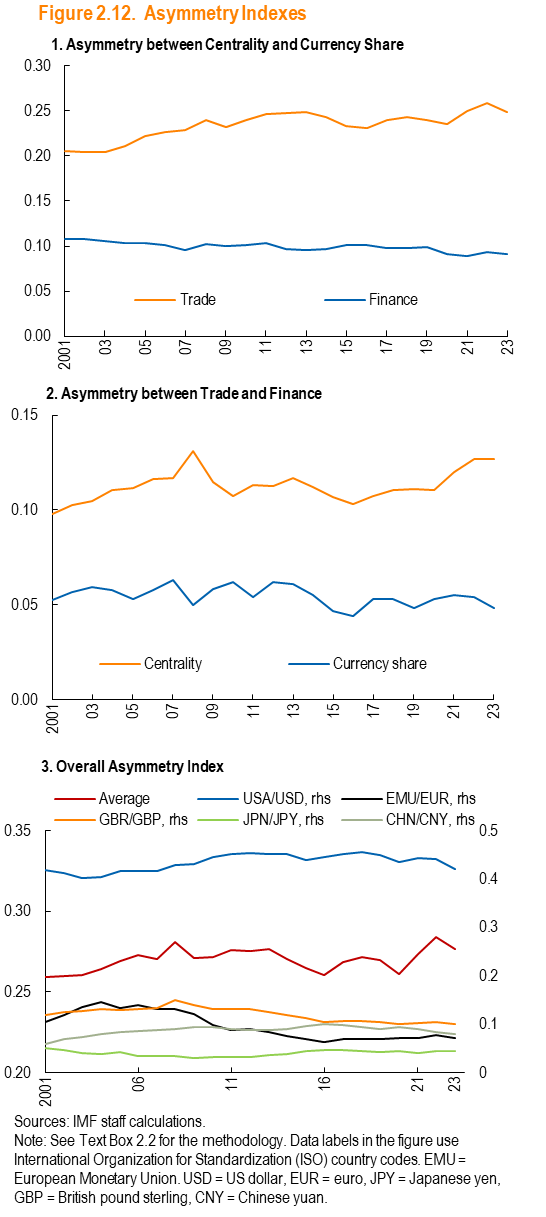 Figure 2.12.  Asymmetry Indexes
1. Asymmetry between Centrality and Currency Share
0.30
0.25
0.20
0.15
0.10
0.05
0.00
Trade
Finance
2001
03
05
07
09
11
13
15
17
19
21
23
2. Asymmetry between Trade and Finance
0.15
0.10
0.05
0.00
Centrality
Currency share
2001
03
05
07
09
11
13
15
17
19
21
23
3. Overall Asymmetry Index
Average
USA/USD, rhs
EMU/EUR, rhs
GBR/GBP, rhs
JPN/JPY, rhs
CHN/CNY, rhs
0.35
0.30
0.25
0.20
0.5
0.4
0.3
0.2
0.1
0
2001
06
11
16
21
23
Sources: IMF staff calculations.
Note: See Text Box 2.2 for the methodology. Data labels in the figure use
International Organization for Standardization (ISO) country codes. EMU =
European Monetary Union. USD = US dollar, EUR = euro, JPY = Japanese yen,
GBP = British pound sterling, CNY = Chinese yuan.